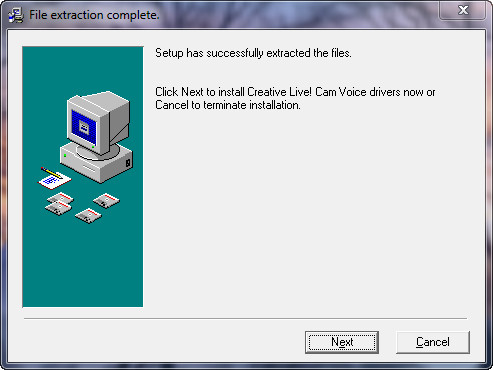 File extraction complete.
Setup has successfully extracted the files.
Click Next to install Creative Live! Cam Voice drivers now or
Cancel to terminate installation.
Next
Cancel